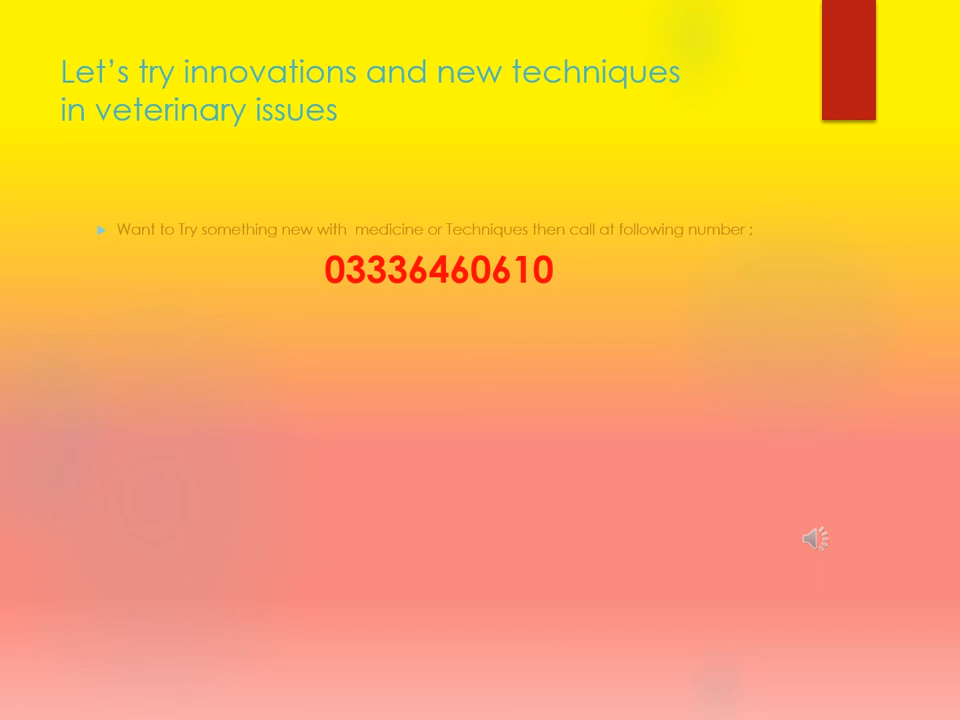 Let’s try innovations and new techniques
in veterinary issues
Want to Try something new with  medicine or Techniques then call at following number ;
03336460610